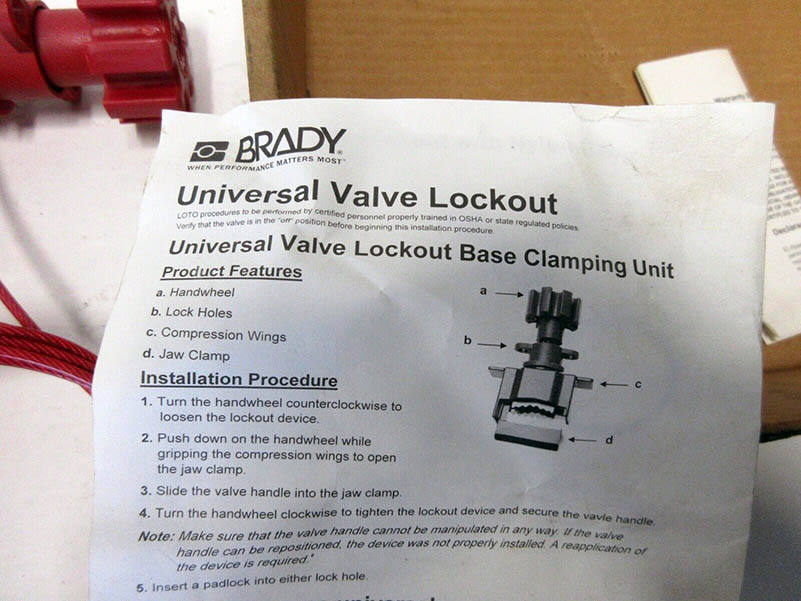 BRADY®
WHEN PERFORMANCE MATTERS MOST™
Universal Valve Lockout
LOTO procedures to be performed by certified personnel properly trained in OSHA or state regulated policies.
Verify that the valve is in the "off" position before beginning this installation procedure.
Universal Valve Lockout Base Clamping Unit
Product Features
a. Handwheel
b. Lock Holes
c. Compression Wings
d. Jaw Clamp
a
b
c
d
Installation Procedure
1. Turn the handwheel counterclockwise to
loosen the lockout device.
2. Push down on the handwheel while
gripping the compression wings to open
the jaw clamp.
3. Slide the valve handle into the jaw clamp.
4. Turn the handwheel clockwise to tighten the lockout device and secure the vavle handle.
Note: Make sure that the valve handle cannot be manipulated in any way. If the valve
handle can be repositioned, the device was not properly installed. A reapplication of
the device is required.*
5. Insert a padlock into either lock hole.
Warranty